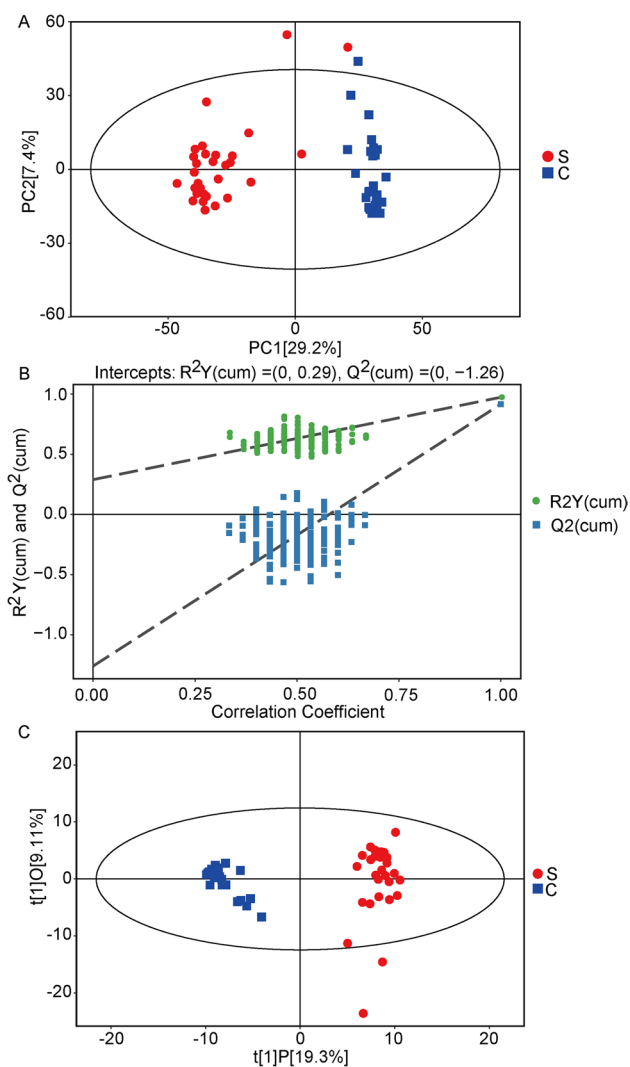 A
60
30
0
-30
-60
PC2[7.4%]
-50
0
50
PC1[29.2%]
S
C
B
Intercepts: R²Y(cum) =(0, 0.29), Q²(cum) =(0, −1.26)
1.0
0.5
0.0
−0.5
−1.0
R²Y(cum) and Q²(cum)
0.00
0.25
0.50
0.75
1.00
Correlation Coefficient
R2Y(cum)
Q2(cum)
C
20
10
0
-10
-20
t[1]O[9.11%]
-20
-10
0
10
20
t[1]P[19.3%]
S
C